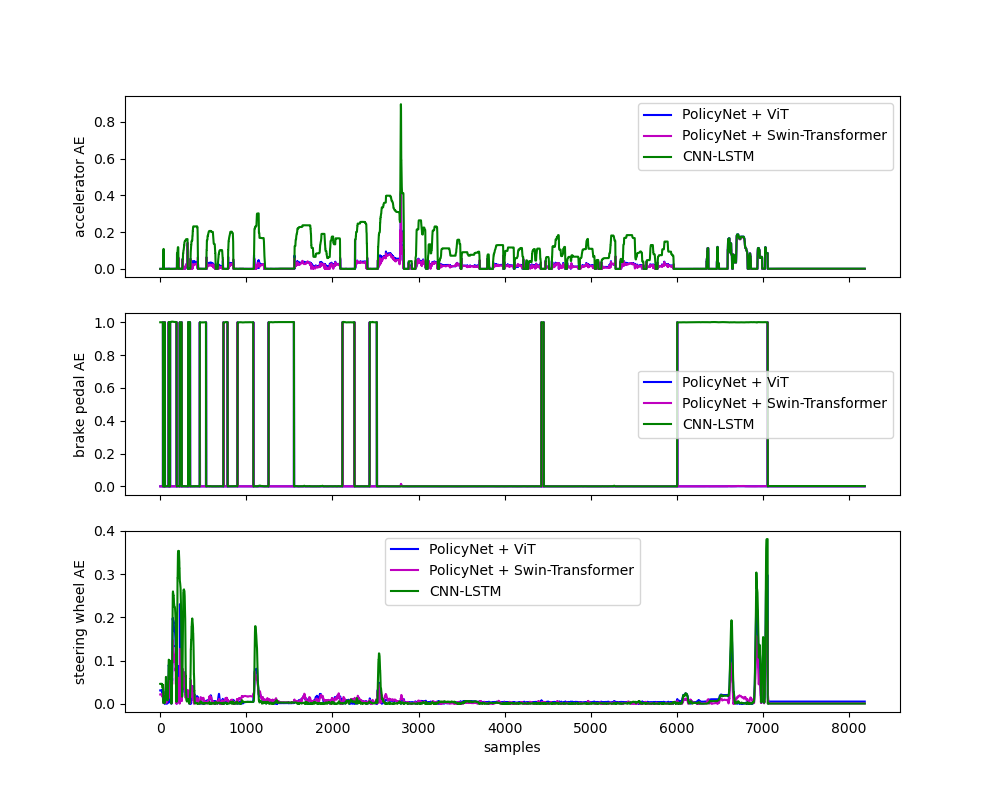 accelerator AE
0.8
0.6
0.4
0.2
0.0
PolicyNet + ViT
PolicyNet + Swin-Transformer
CNN-LSTM
brake pedal AE
1.0
0.8
0.6
0.4
0.2
0.0
PolicyNet + ViT
PolicyNet + Swin-Transformer
CNN-LSTM
steering wheel AE
0.4
0.3
0.2
0.1
0.0
PolicyNet + ViT
PolicyNet + Swin-Transformer
CNN-LSTM
0 1000 2000 3000 4000 5000 6000 7000 8000
samples